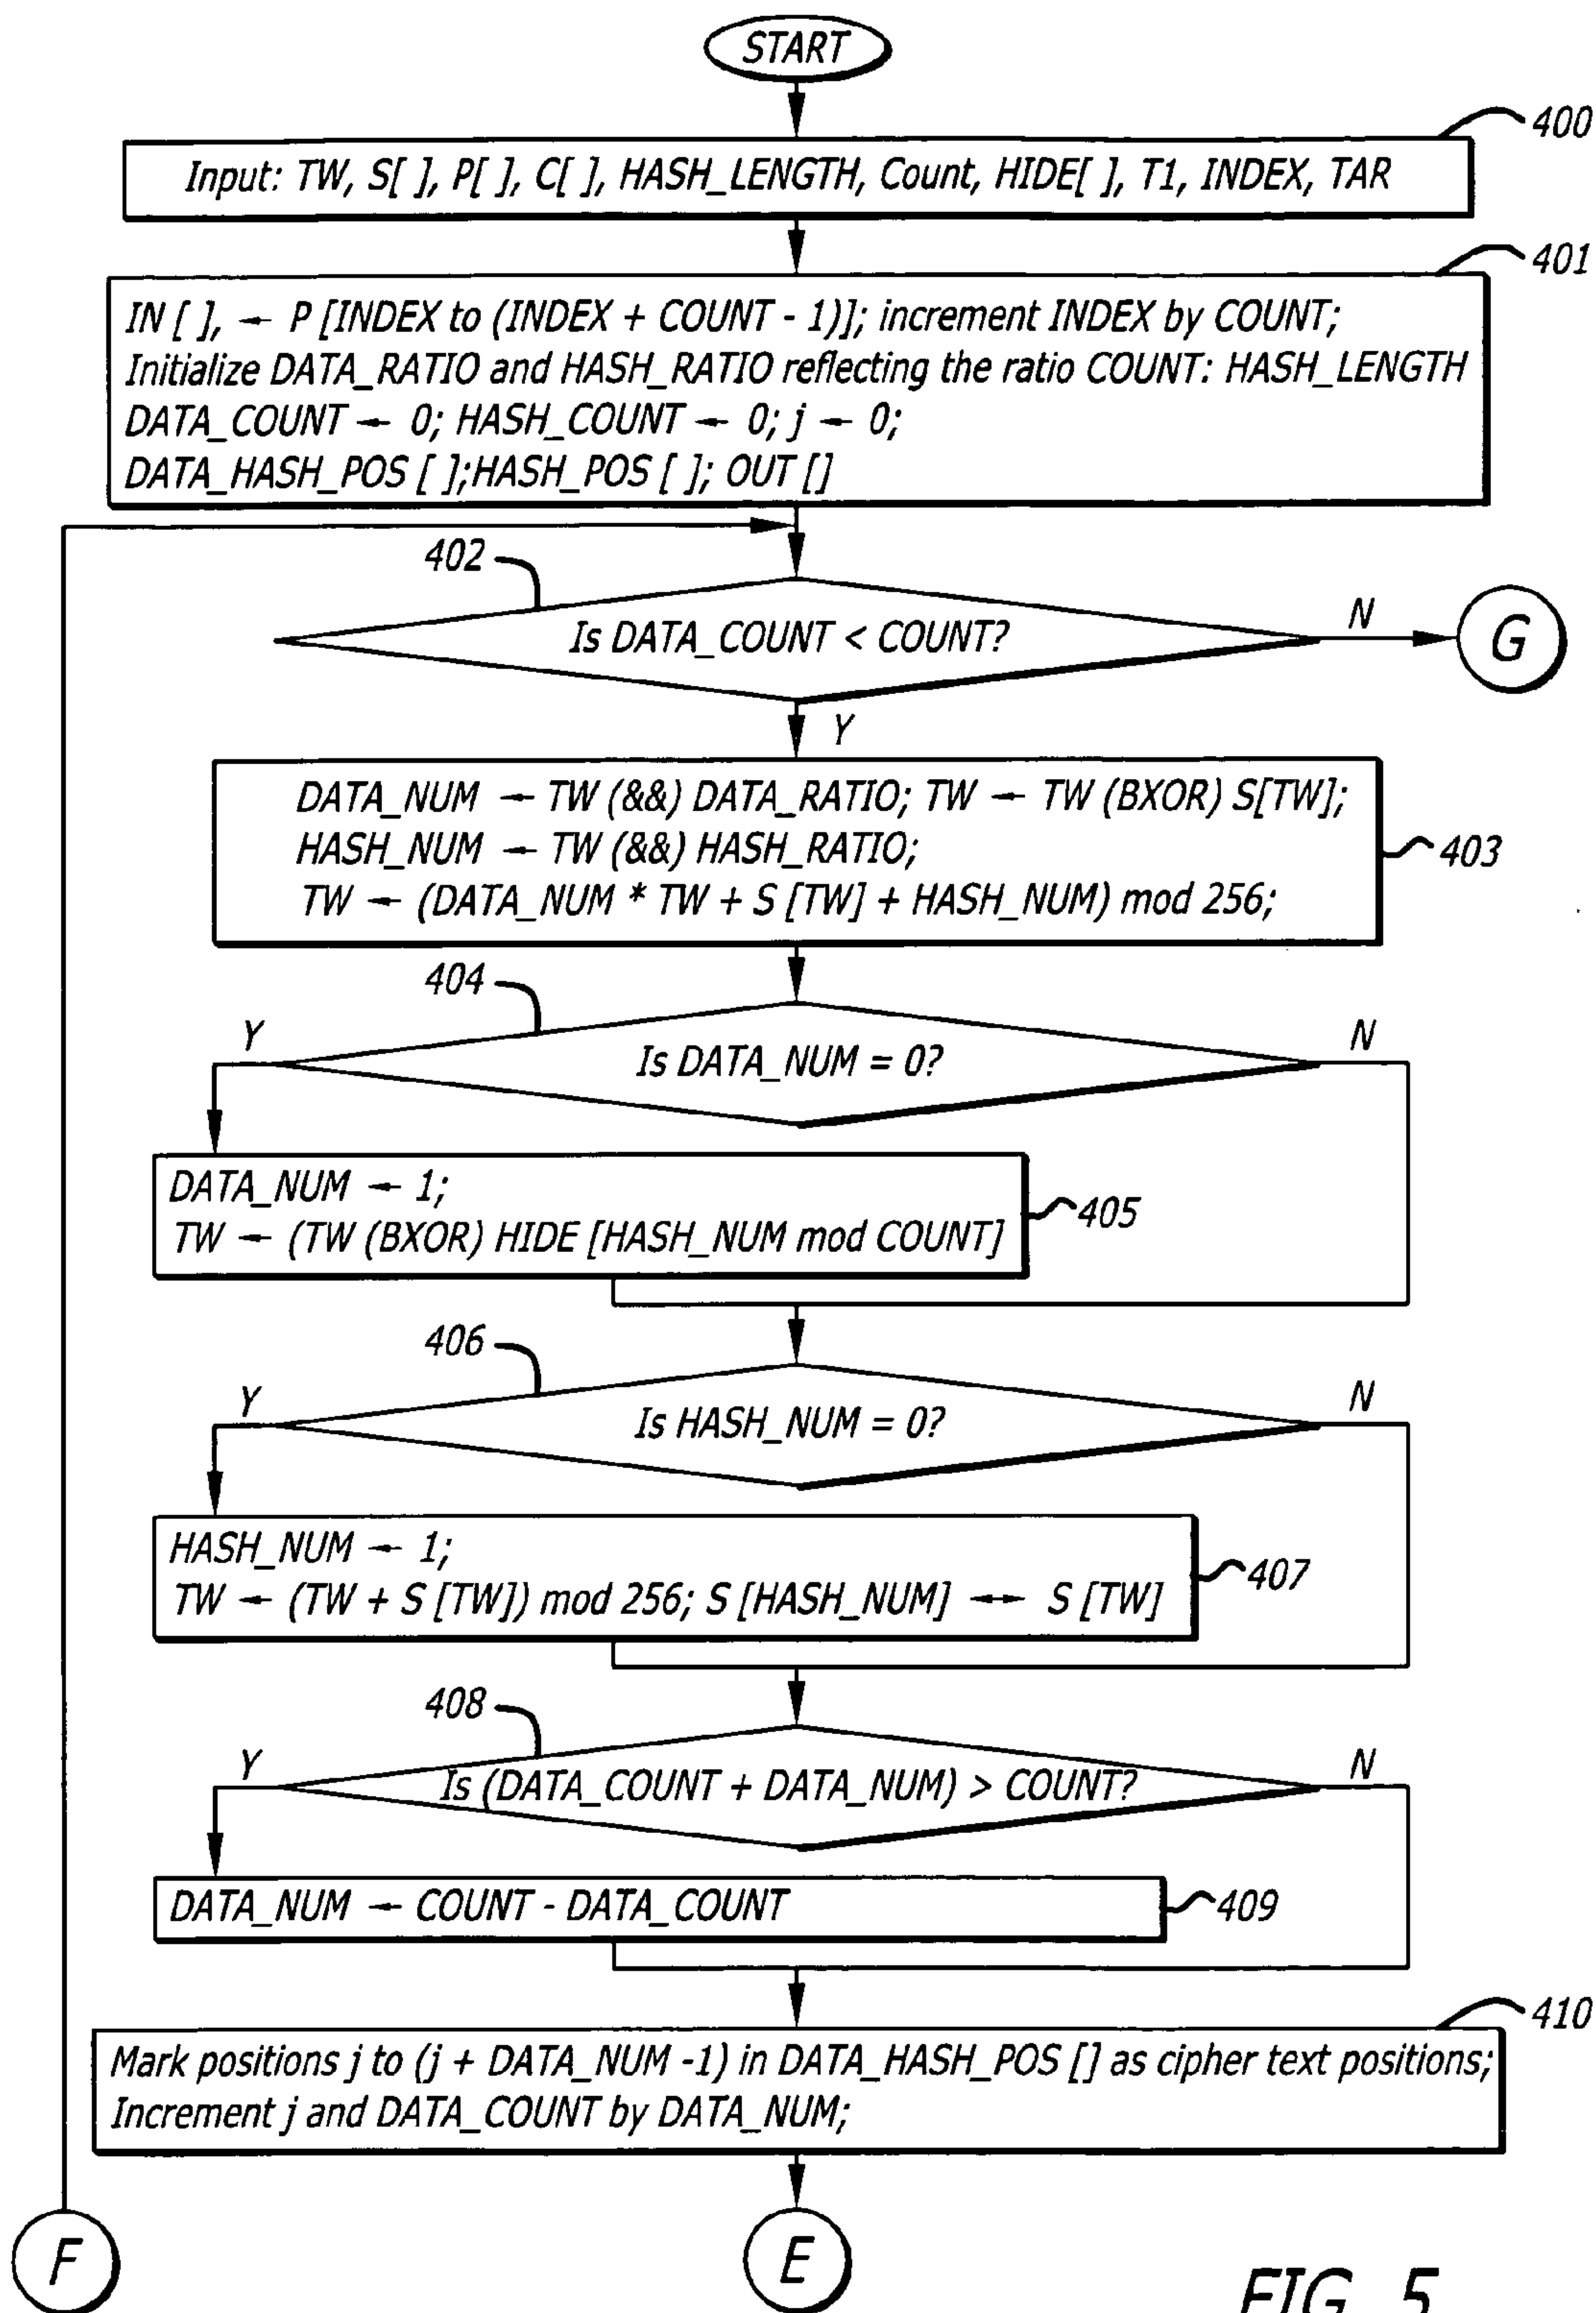 START
400
Input: TW, S[ ], P[ ], C[ ], HASH_LENGTH, Count, HIDE[ ], T1, INDEX, TAR
401
IN [ ], ← P [INDEX to (INDEX + COUNT - 1)]; increment INDEX by COUNT;
Initialize DATA_RATIO and HASH_RATIO reflecting the ratio COUNT: HASH_LENGTH
DATA_COUNT ← 0; HASH_COUNT ← 0; j ← 0;
DATA_HASH_POS [ ];HASH_POS [ ]; OUT []
402
Is DATA_COUNT < COUNT?
N
G
Y
DATA_NUM ← TW (&&) DATA_RATIO; TW ← TW (BXOR) S[TW];
HASH_NUM ← TW (&&) HASH_RATIO;
TW ← (DATA_NUM * TW + S [TW] + HASH_NUM) mod 256;
403
404
Y
Is DATA_NUM = 0?
N
DATA_NUM ← 1;
TW ← (TW (BXOR) HIDE [HASH_NUM mod COUNT]
405
406
Y
Is HASH_NUM = 0?
N
HASH_NUM ← 1;
TW ← (TW + S [TW]) mod 256; S [HASH_NUM] ↔ S [TW]
407
408
Y
Is (DATA_COUNT + DATA_NUM) > COUNT?
N
DATA_NUM ← COUNT - DATA_COUNT
409
410
Mark positions j to (j + DATA_NUM -1) in DATA_HASH_POS [] as cipher text positions;
Increment j and DATA_COUNT by DATA_NUM;
F
E
FIG. 5